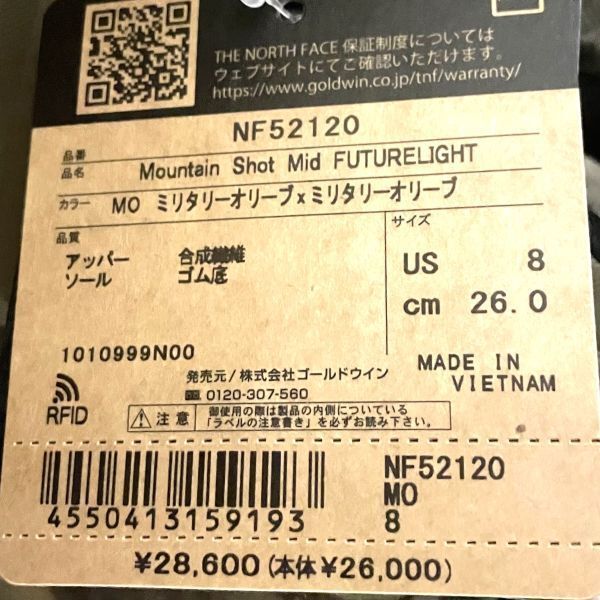 THE NORTH FACE 保証制度については
ウェブサイトにてご確認いただけます。
https://www.goldwin.co.jp/tnf/warranty/
品番 NF52120
品名 Mountain Shot Mid FUTURELIGHT
カラー MO ミリタリーオリーブxミリタリーオリーブ
品質
アッパー 合成繊維
ソール ゴム底
サイズ
US 8
cm 26.0
1010999N00
MADE IN
VIETNAM
RFID
発売元/株式会社ゴールドウイン
0120-307-560
注意 御使用の際は製品の内側についている
「ラベルの注意書き」を必ずお読み下さい。
4550413159193
NF52120
MO
8
¥28,600(本体¥26,000)